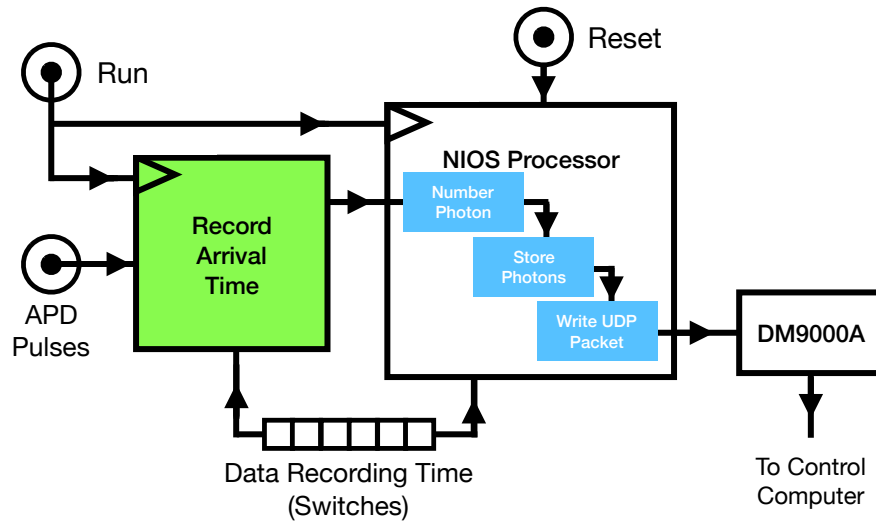 Run
Reset
NIOS Processor
Number
Photon
Store
Photons
Write UDP
Packet
Record
Arrival
Time
APD
Pulses
DM9000A
Data Recording Time
(Switches)
To Control
Computer